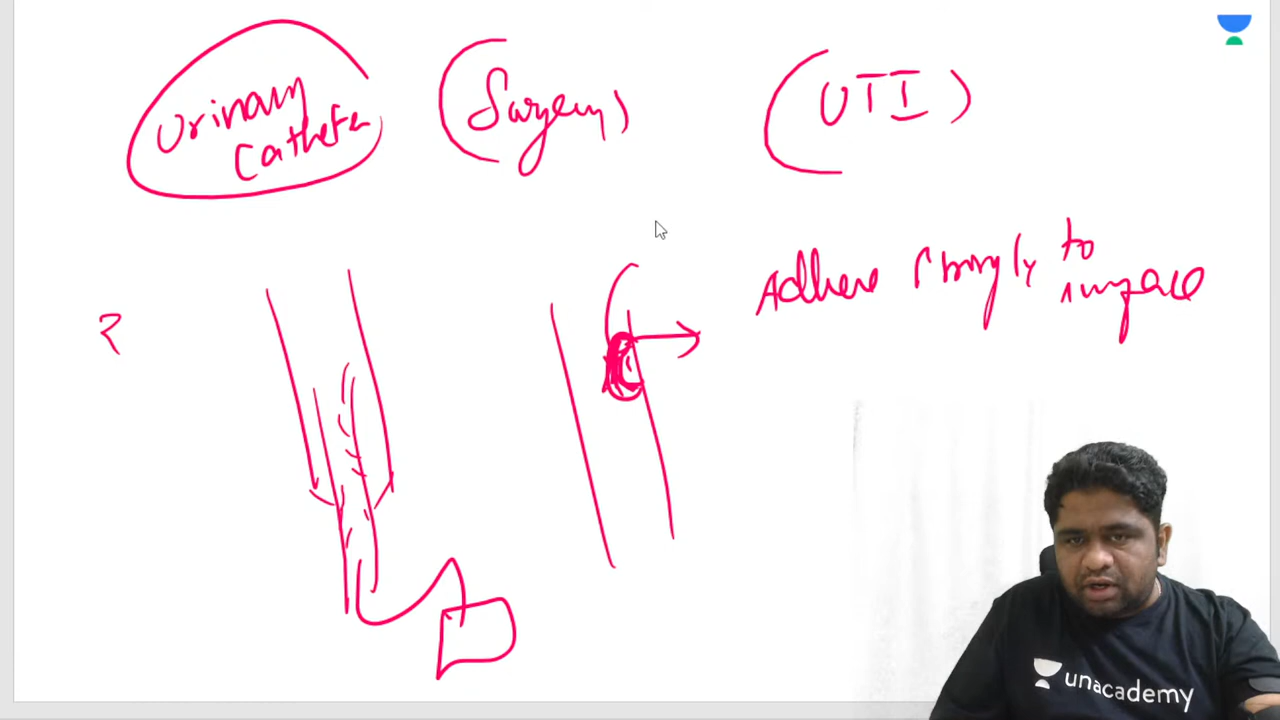 Urinary
Catheter
(Surgery)
(UTI)
Adhere strongly to
surface
?
unacademy